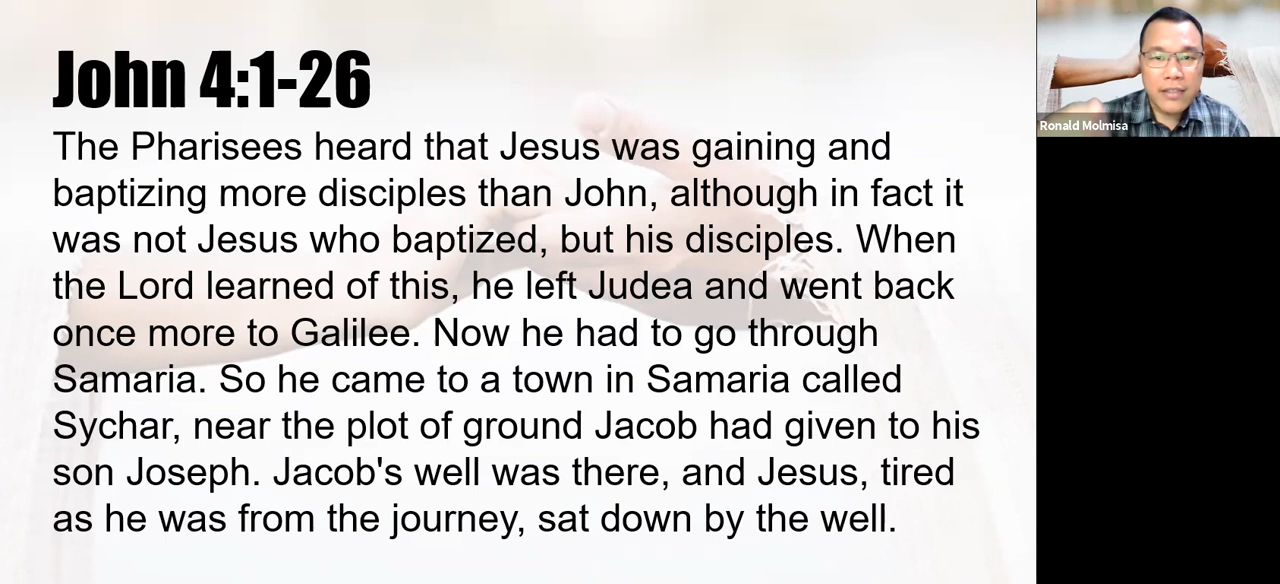 John 4:1-26
The Pharisees heard that Jesus was gaining and
baptizing more disciples than John, although in fact it
was not Jesus who baptized, but his disciples. When
the Lord learned of this, he left Judea and went back
once more to Galilee. Now he had to go through
Samaria. So he came to a town in Samaria called
Sychar, near the plot of ground Jacob had given to his
son Joseph. Jacob's well was there, and Jesus, tired
as he was from the journey, sat down by the well.
Ronald Molmisa